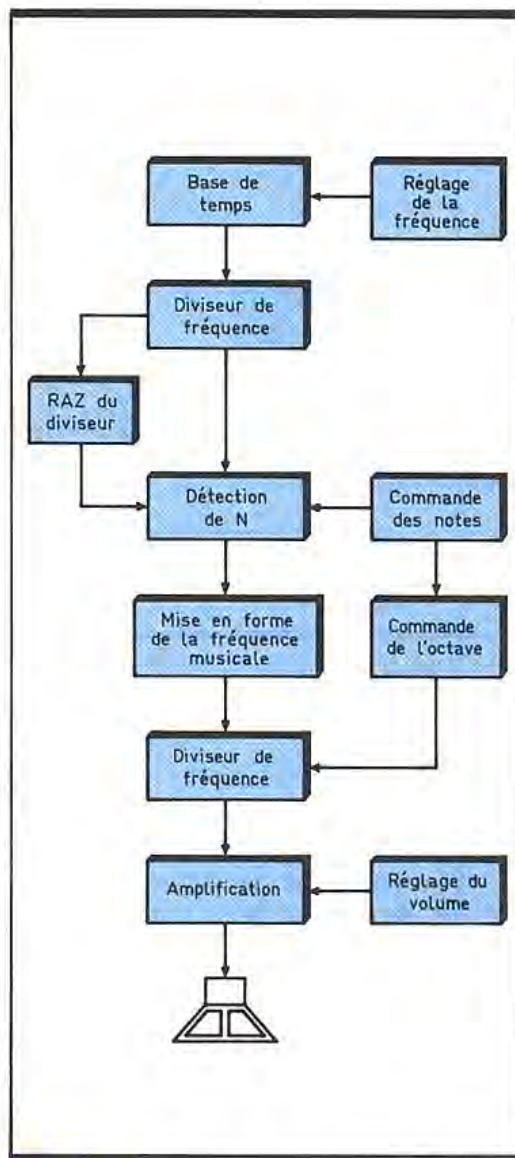 Base de
temps
Réglage
de la
fréquence
Diviseur de
fréquence
RAZ du
diviseur
Détection
de N
Commande
des notes
Mise en forme
de la fréquence
musicale
Commande
de l'octave
Diviseur de
fréquence
Amplification
Réglage du
volume